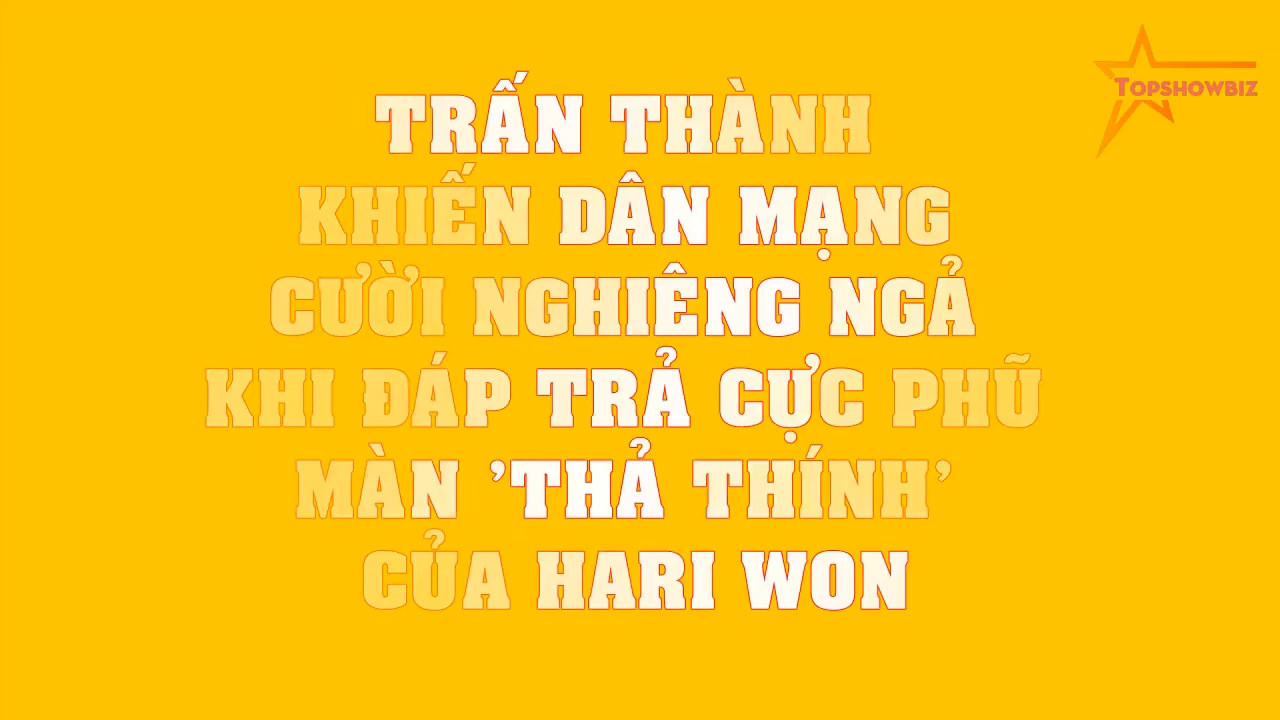 TOPSHOWBIZ
TRẤN THÀNH
KHIẾN DÂN MẠNG
CƯỜI NGHIÊNG NGẢ
KHI ĐÁP TRẢ CỰC PHŨ
MÀN ’THẢ THÍNH’
CỦA HARI WON